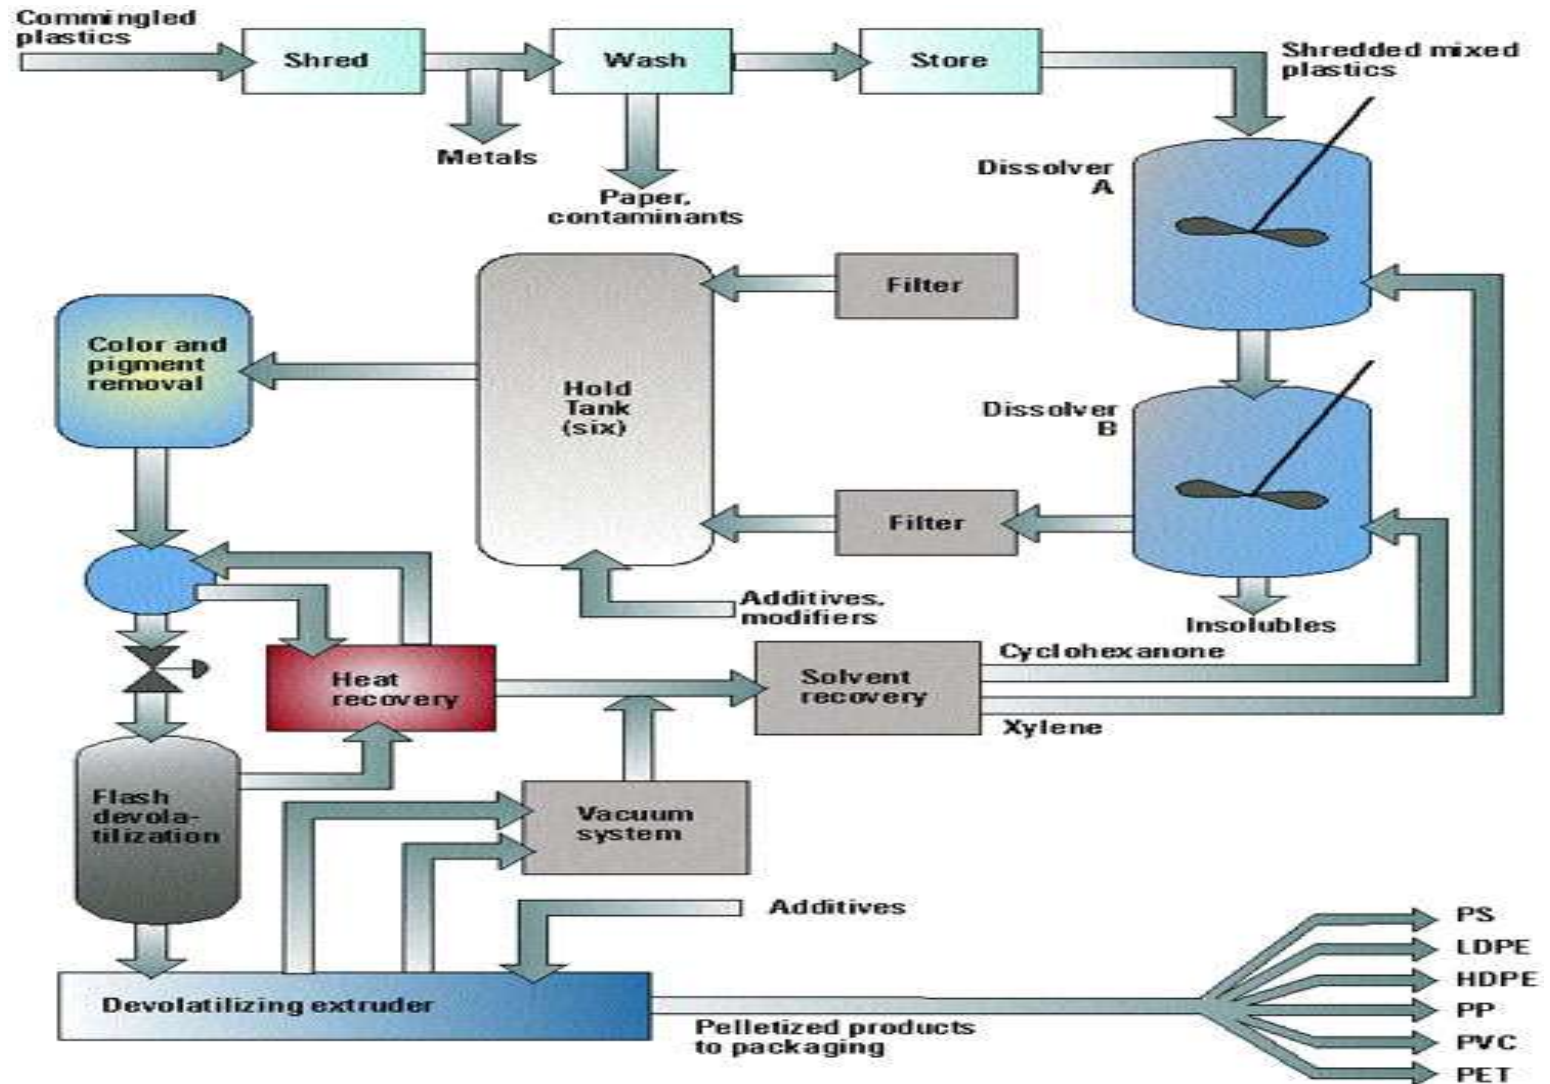 Commingled
plastics
Shred
Wash
Store
Shredded mixed
plastics
Metals
Paper,
contaminants
Dissolver
A
Filter
Color and
pigment
removal
Hold
Tank
(six)
Dissolver
B
Filter
Additives,
modifiers
Insolubles
Heat
recovery
Solvent
recovery
Cyclohexanone
Xylene
Flash
devola-
tilization
Vacuum
system
Additives
Devolatilizing extruder
Pelletized products
to packaging
PS
LDPE
HDPE
PP
PVC
PET